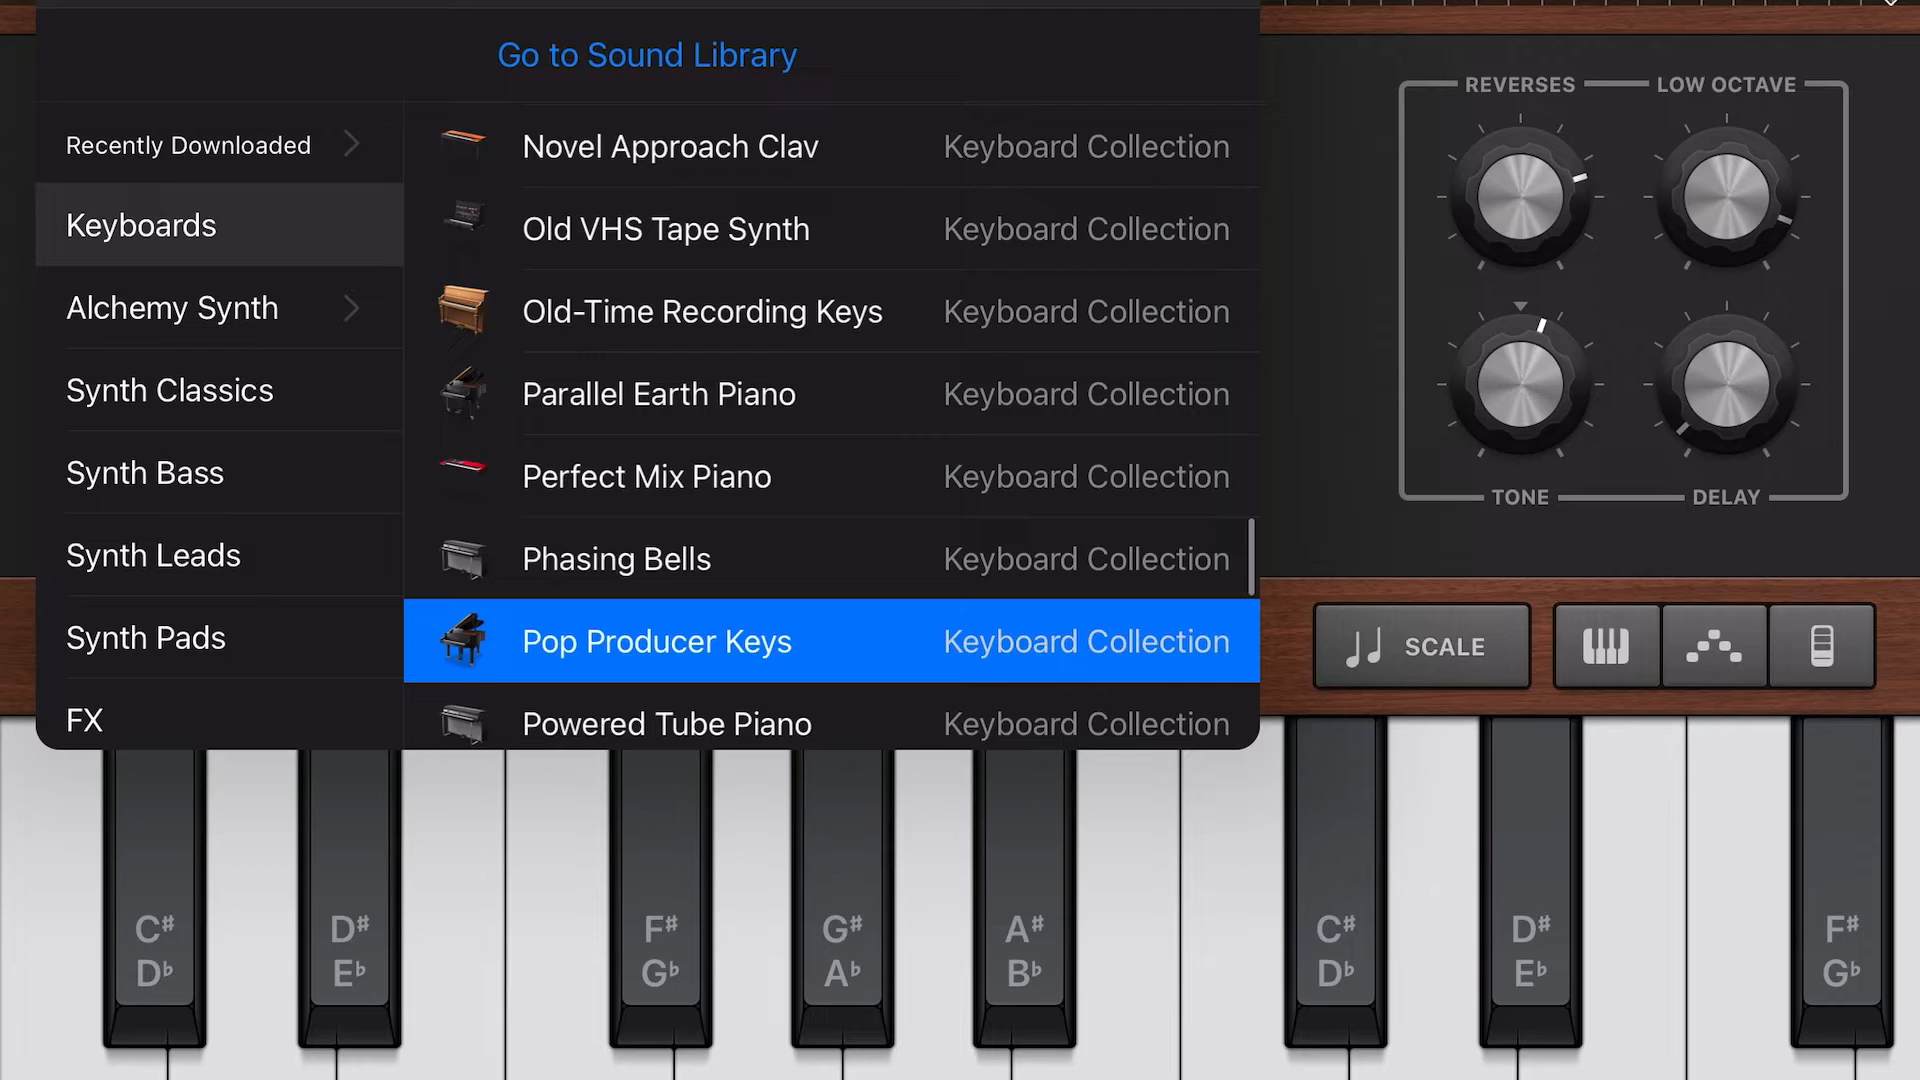 Go to Sound Library
Recently Downloaded
Keyboards
Alchemy Synth
Synth Classics
Synth Bass
Synth Leads
Synth Pads
FX
Novel Approach Clav Keyboard Collection
Old VHS Tape Synth Keyboard Collection
Old-Time Recording Keys Keyboard Collection
Parallel Earth Piano Keyboard Collection
Perfect Mix Piano Keyboard Collection
Phasing Bells Keyboard Collection
Pop Producer Keys Keyboard Collection
Powered Tube Piano Keyboard Collection
REVERSES LOW OCTAVE
TONE DELAY
SCALE
C# D# F# G# A# C# D# F#
D♭ E♭ G♭ A♭ B♭ D♭ E♭ G♭